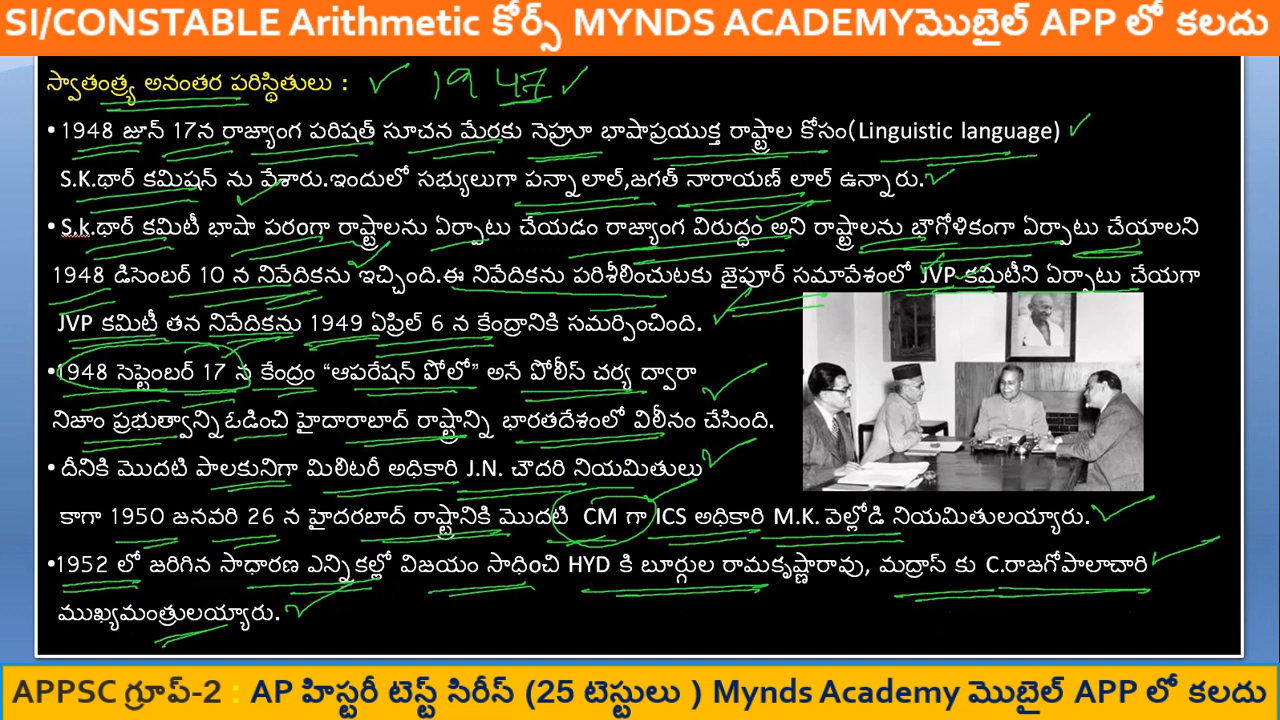 SI/CONSTABLE Arithmetic కోర్స్ MYNDS ACADEMYమొబైల్ APP లో కలదు
స్వాతంత్ర్య అనంతర పరిస్థితులు : 1947
•1948 జూన్ 17న రాజ్యాంగ పరిషత్ సూచన మేరకు నెహ్రూ భాషాప్రయుక్త రాష్ట్రాల కోసం(Linguistic language)
S.K.థార్ కమిషన్ ను వేశారు.ఇందులో సభ్యులుగా పన్నాలాల్,జగత్ నారాయణ్ లాల్ ఉన్నారు.
•S.k.థార్ కమిటీ భాషా పరంగా రాష్ట్రాలను ఏర్పాటు చేయడం రాజ్యాంగ విరుద్ధం అని రాష్ట్రాలను భౌగోళికంగా ఏర్పాటు చేయాలని
1948 డిసెంబర్ 10 న నివేదికను ఇచ్చింది.ఈ నివేదికను పరిశీలించుటకు జైపూర్ సమావేశంలో JVP కమిటీని ఏర్పాటు చేయగా
JVP కమిటీ తన నివేదికను 1949 ఏప్రిల్ 6 న కేంద్రానికి సమర్పించింది.
•1948 సెప్టెంబర్ 17 న కేంద్రం "ఆపరేషన్ పోలో" అనే పోలీస్ చర్య ద్వారా
నిజాం ప్రభుత్వాన్ని ఓడించి హైదారాబాద్ రాష్ట్రాన్ని భారతదేశంలో విలీనం చేసింది.
•దీనికి మొదటి పాలకునిగా మిలిటరీ అధికారి J.N. చౌదరి నియమితులు
కాగా 1950 జనవరి 26 న హైదరబాద్ రాష్ట్రానికి మొదటి CM గా ICS అధికారి M.K. వెల్లోడి నియమితులయ్యారు.
•1952 లో జరిగిన సాధారణ ఎన్నికల్లో విజయం సాధించి HYD కి బూర్గుల రామకృష్ణారావు, మద్రాస్ కు C.రాజగోపాలాచారి
ముఖ్యమంత్రులయ్యారు.
APPSC గ్రూప్-2 : AP హిస్టరీ టెస్ట్ సిరీస్ (25 టెస్టులు ) Mynds Academy మొబైల్ APP లో కలదు